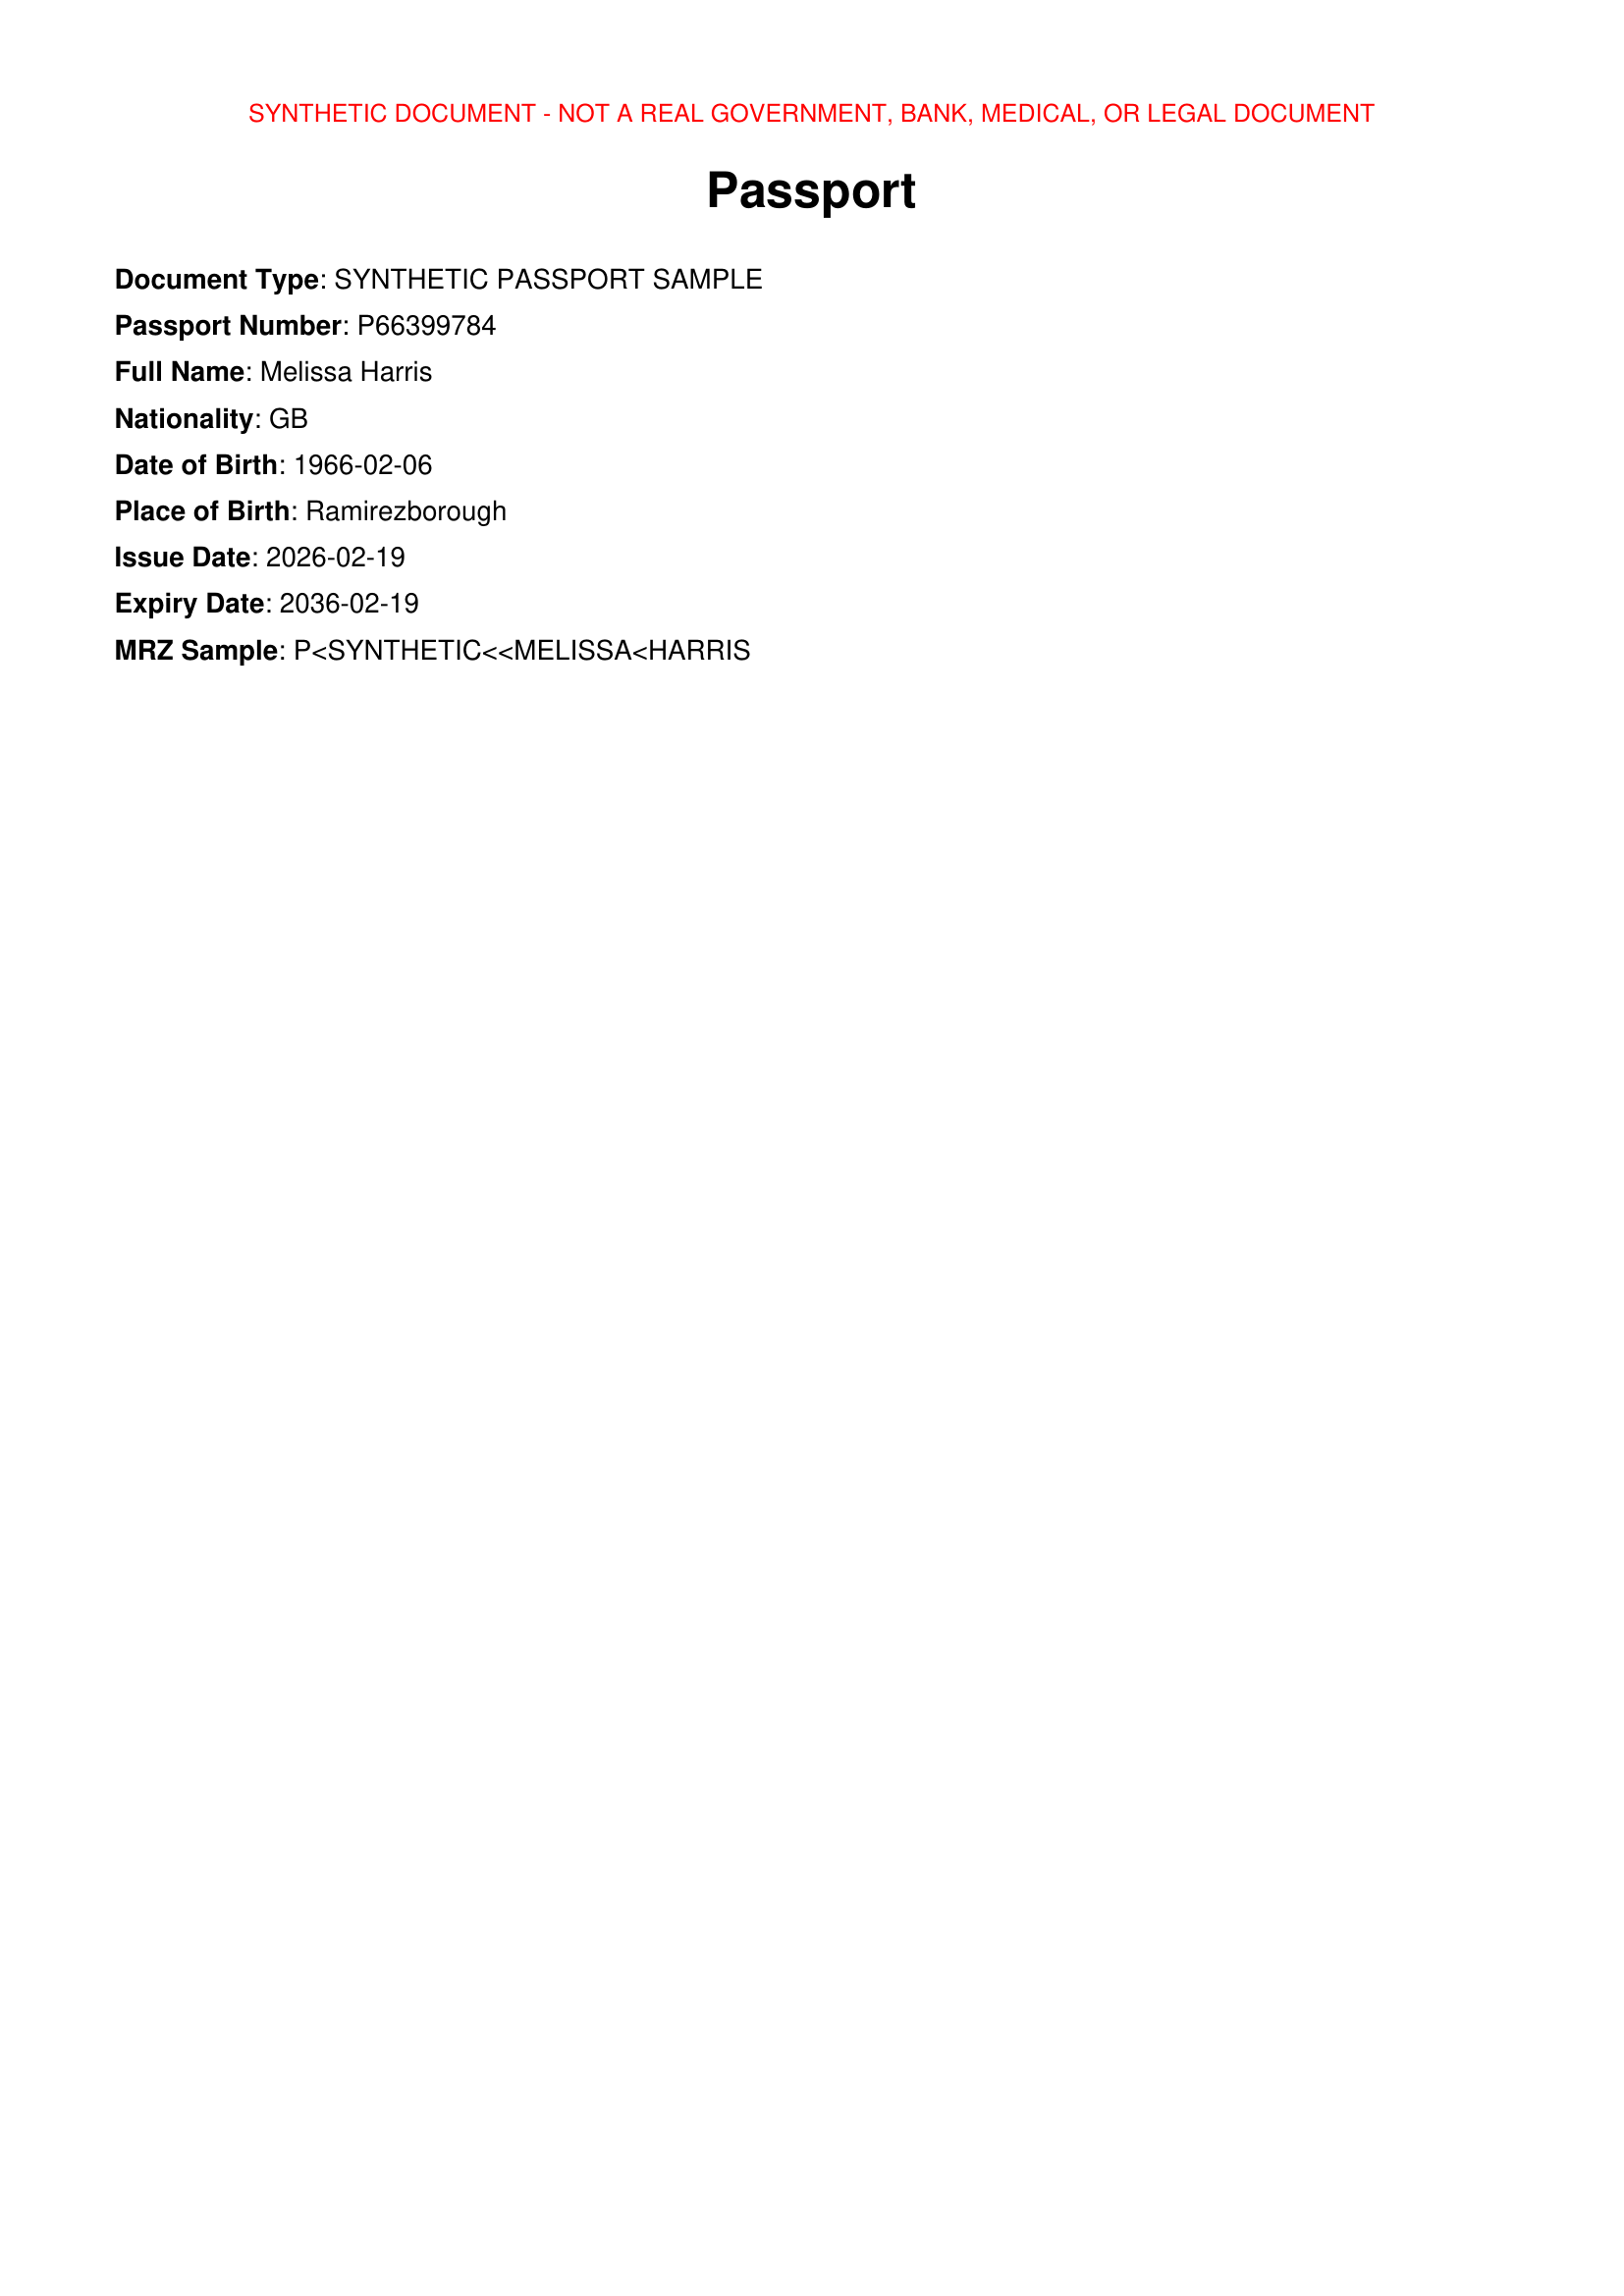 SYNTHETIC DOCUMENT - NOT A REAL GOVERNMENT, BANK, MEDICAL, OR LEGAL DOCUMENT
Passport
Document Type: SYNTHETIC PASSPORT SAMPLE
Passport Number: P66399784
Full Name: Melissa Harris
Nationality: GB
Date of Birth: 1966-02-06
Place of Birth: Ramirezborough
Issue Date: 2026-02-19
Expiry Date: 2036-02-19
MRZ Sample: P<SYNTHETIC<<MELISSA<HARRIS